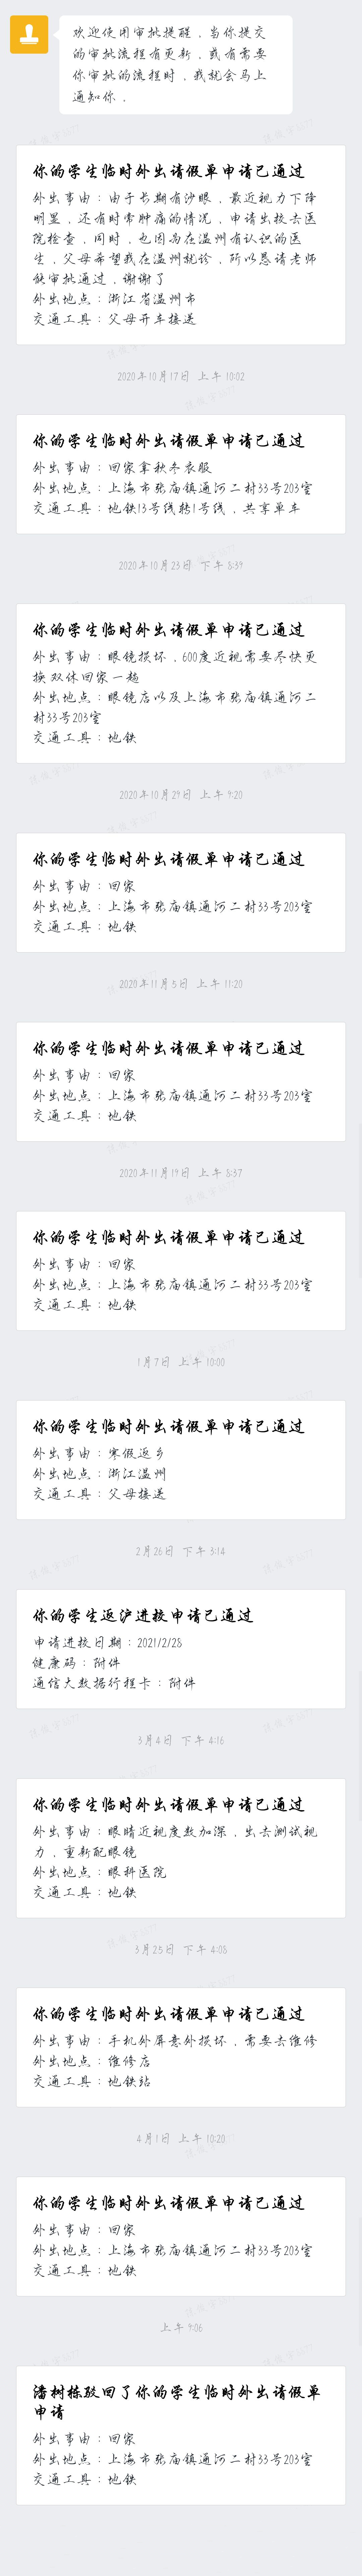 欢迎使用审批提醒，当你提交
的审批流程有更新，或有需要
你审批的流程时，我就会马上
通知你。
你的学生临时外出请假单申请已通过
外出事由：由于长期有沙眼，最近视力下降
明显，还有时常肿痛的情况，申请出校去医
院检查，同时，也因为在温州有认识的医
生，父母希望我在温州就诊，所以恳请老师
能审批通过，谢谢了
外出地点：浙江省温州市
交通工具：父母开车接送
2020年10月17日 上午 10:02
你的学生临时外出请假单申请已通过
外出事由：回家拿秋冬衣服
外出地点：上海市张庙镇通河二村33号203室
交通工具：地铁13号线转1号线，共享单车
2020年10月23日 下午 8:39
你的学生临时外出请假单申请已通过
外出事由：眼镜损坏，600度近视需要尽快更
换 双休回家一趟
外出地点：眼镜店以及上海市张庙镇通河二
村33号203室
交通工具：地铁
2020年10月29日 上午 9:20
你的学生临时外出请假单申请已通过
外出事由：回家
外出地点：上海市张庙镇通河二村33号203室
交通工具：地铁
2020年11月5日 上午 11:20
你的学生临时外出请假单申请已通过
外出事由：回家
外出地点：上海市张庙镇通河二村33号203室
交通工具：地铁
2020年11月19日 上午 8:37
你的学生临时外出请假单申请已通过
外出事由：回家
外出地点：上海市张庙镇通河二村33号203室
交通工具：地铁
1月7日 上午 10:00
你的学生临时外出请假单申请已通过
外出事由：寒假返乡
外出地点：浙江温州
交通工具：父母接送
2月26日 下午 3:14
你的学生返沪进校申请已通过
申请进校日期：2021/2/28
健康码：附件
通信大数据行程卡：附件
3月4日 下午 4:16
你的学生临时外出请假单申请已通过
外出事由：眼睛近视度数加深，出去测试视
力，重新配眼镜
外出地点：眼科医院
交通工具：地铁
3月25日 下午 4:08
你的学生临时外出请假单申请已通过
外出事由：手机外屏意外损坏，需要去维修
外出地点：维修店
交通工具：地铁站
4月1日 上午 10:20
你的学生临时外出请假单申请已通过
外出事由：回家
外出地点：上海市张庙镇通河二村33号203室
交通工具：地铁
上午 9:06
潘树栋驳回了你的学生临时外出请假单
申请
外出事由：回家
外出地点：上海市张庙镇通河二村33号203室
交通工具：地铁